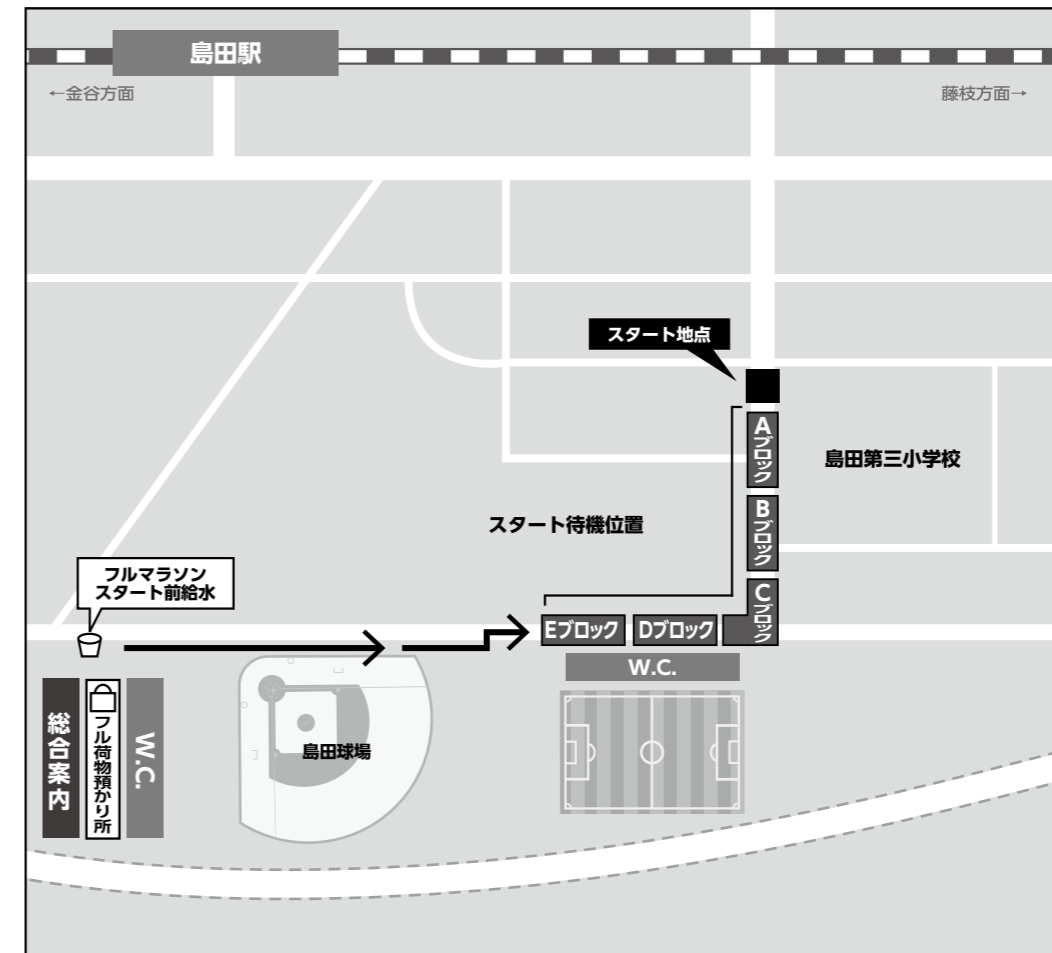 島田駅
←金谷方面
藤枝方面→
スタート地点
Aブロック
島田第三小学校
Bブロック
スタート待機位置
Cブロック
フルマラソン
スタート前給水
Eブロック
Dブロック
W.C.
総合案内
フル荷物預かり所
W.C.
島田球場